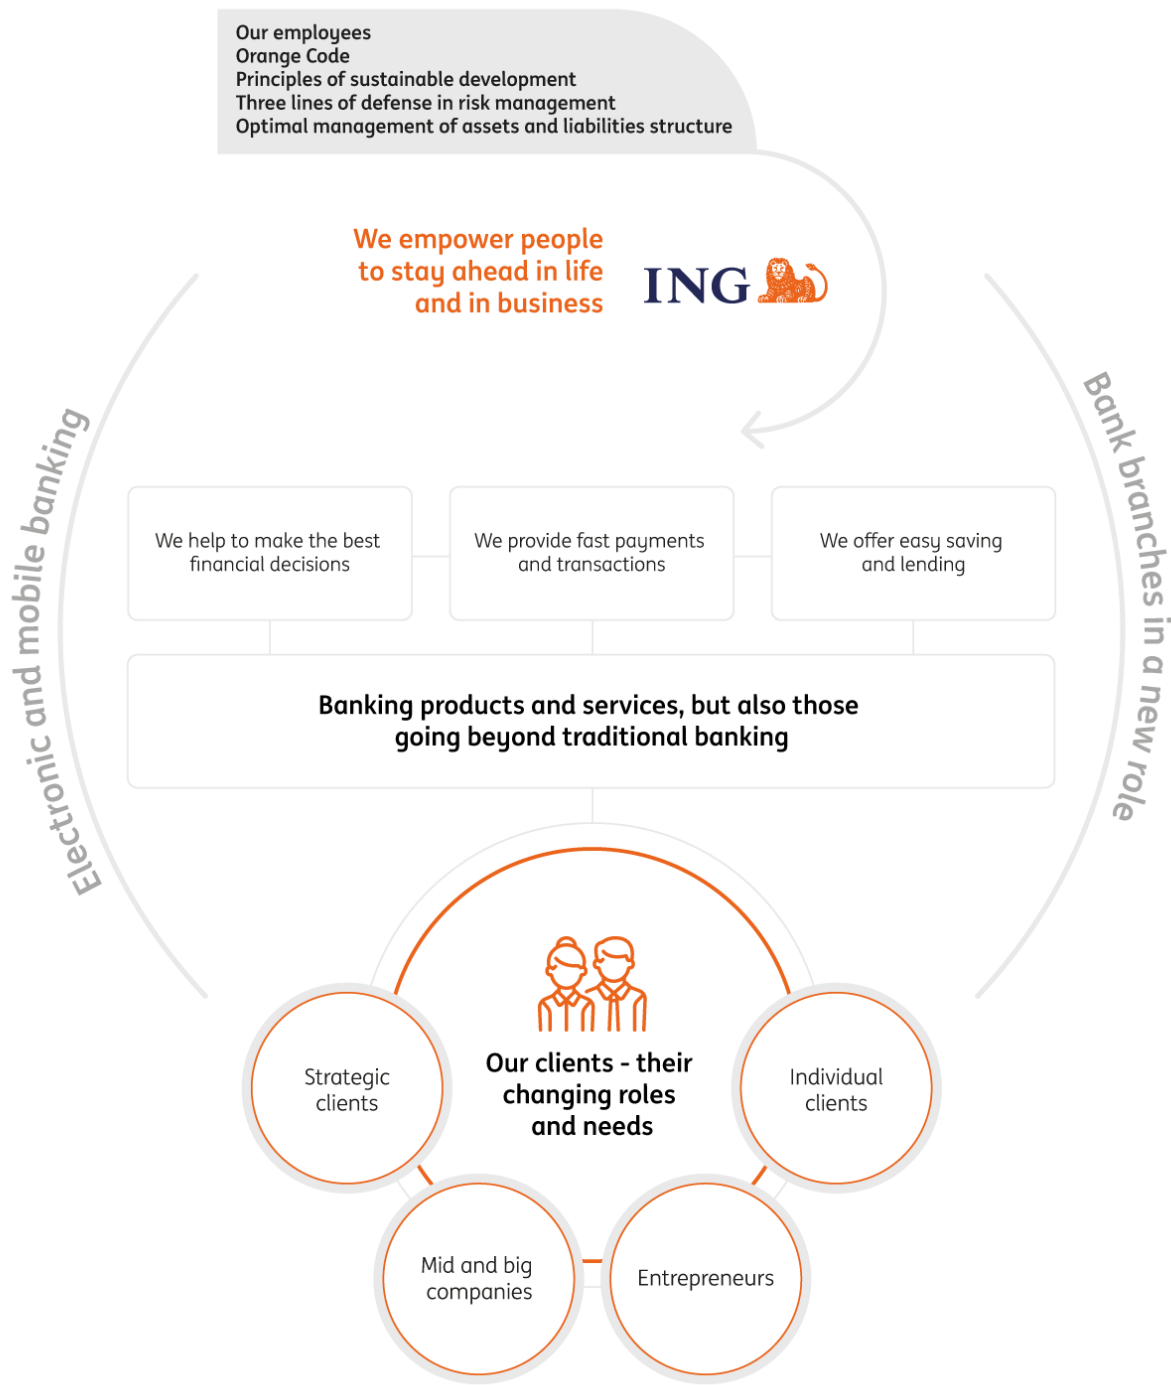 Our employees
Orange Code
Principles of sustainable development
Three lines of defense in risk management
Optimal management of assets and liabilities structure
We empower people
to stay ahead in life
and in business
ING
Electronic and mobile banking
Bank branches in a new role
We help to make the best
financial decisions
We provide fast payments
and transactions
We offer easy saving
and lending
Banking products and services, but also those
going beyond traditional banking
Our clients - their
changing roles
and needs
Strategic
clients
Individual
clients
Mid and big
companies
Entrepreneurs